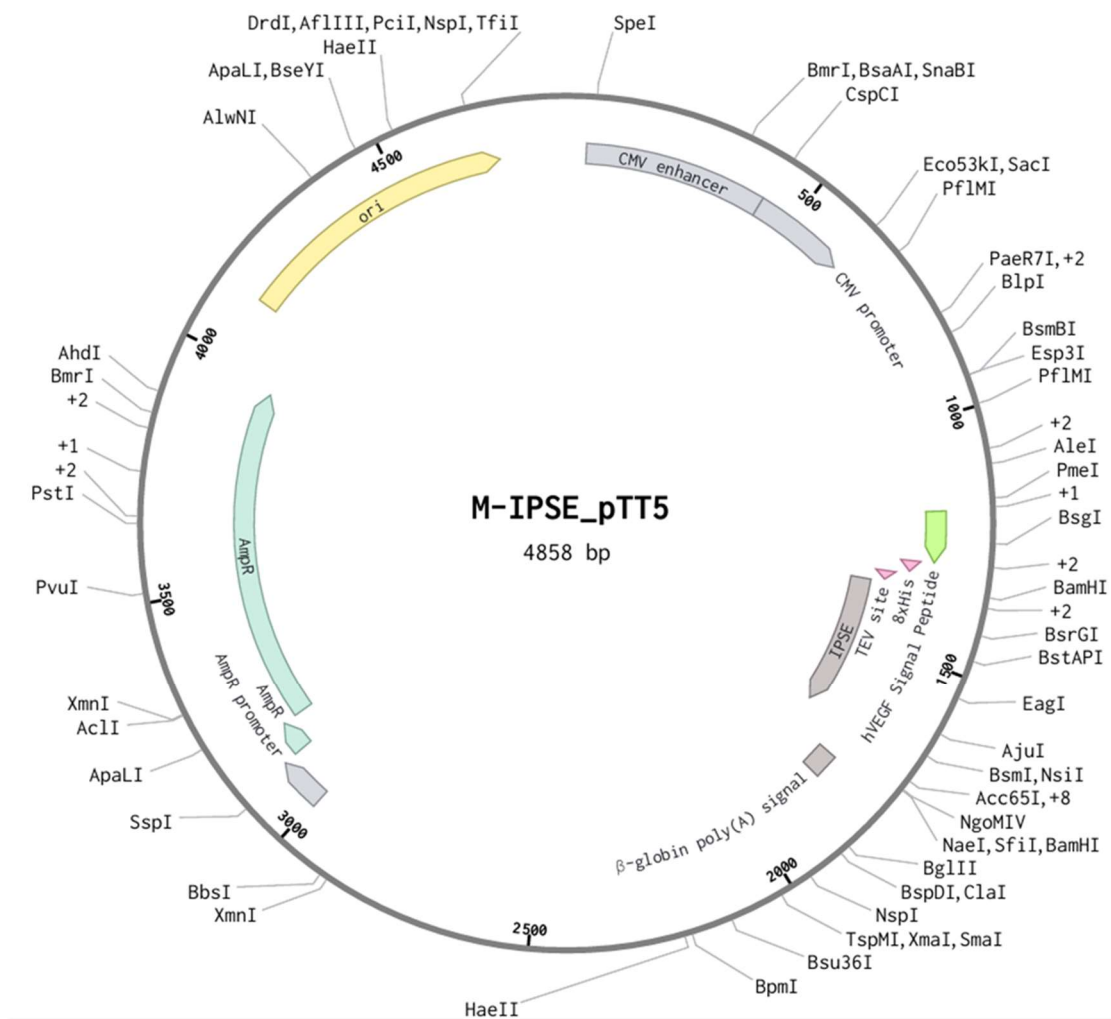 DrdI,AflIII,PciI,NspI,TfiI
HaeII
ApaLI,BseYI
AlwNI
SpeI
BmrI,BsaAI,SnaBI
CspCI
Eco53kI,SacI
PflMI
PaeR7I,+2
BlpI
BsmBI
Esp3I
PflMI
+2
AleI
PmeI
+1
BsgI
+2
BamHI
+2
BsrGI
BstAPI
EagI
AjuI
BsmI,NsiI
Acc65I,+8
NgoMIV
NaeI,SfiI,BamHI
BglII
BspDI,ClaI
NspI
TspMI,XmaI,SmaI
Bsu36I
BpmI
HaeII
XmnI
BbsI
SspI
ApaLI
AclI
XmnI
PvuI
PstI
+2
+1
+2
BmrI
AhdI
4500
500
1000
1500
2000
2500
3000
3500
4000
ori
CMV enhancer
CMV promoter
M-IPSE_pTT5
4858 bp
hVEGF Signal Peptide
8xHis
TEV site
IPSE
β-globin poly(A) signal
AmpR
AmpR
AmpR promoter